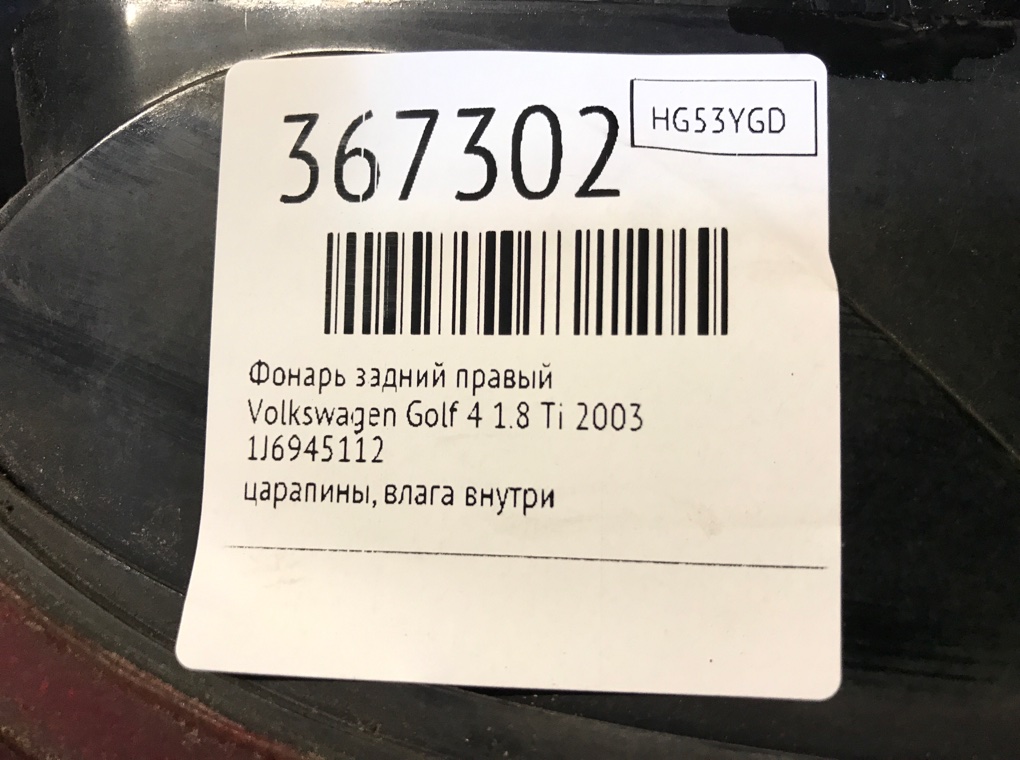 367302
HG53YGD
Фонарь задний правый
Volkswagen Golf 4 1.8 Ti 2003
1J6945112
царапины, влага внутри